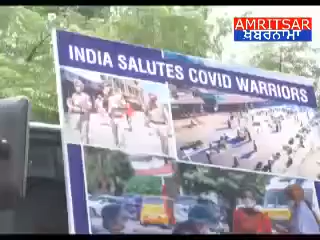 AMRITSAR
ਖ਼ਬਰਨਾਮਾ
INDIA SALUTES COVID WARRIORS